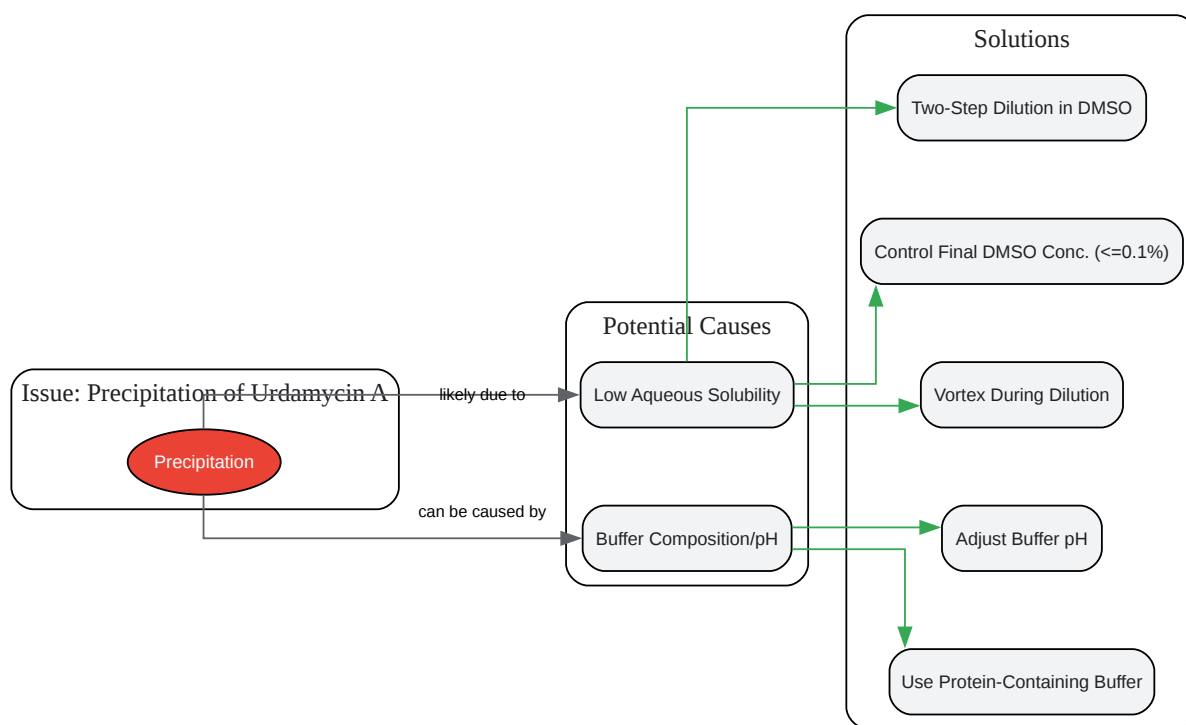 Solutions
Two-Step Dilution in DMSO
Control Final DMSO Conc. (<=0.1%)
Potential Causes
Issue: Precipitation of Urdamycin A
likely due to
Low Aqueous Solubility
Vortex During Dilution
Precipitation
can be caused by
Buffer Composition/pH
Adjust Buffer pH
Use Protein-Containing Buffer